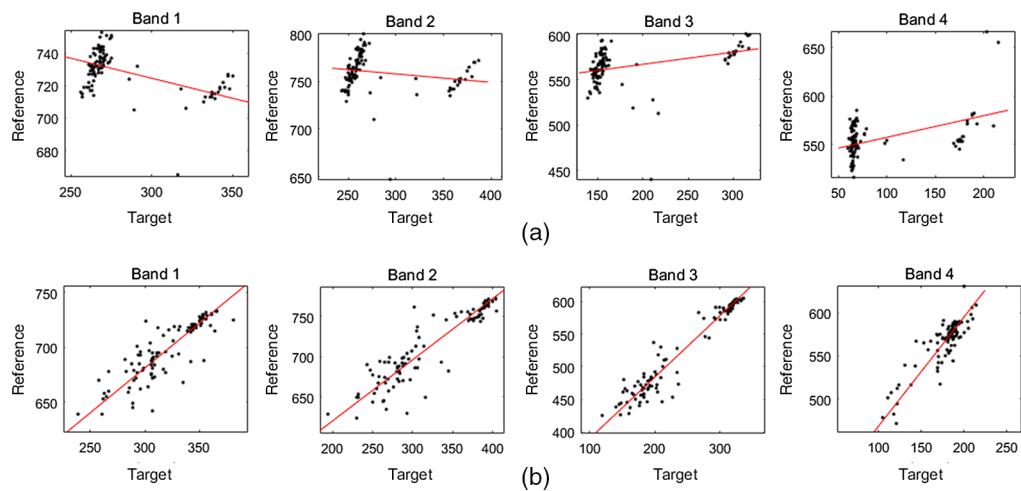 Band 1
Band 2
Band 3
Band 4
Reference
740
720
700
680
250
300
350
Target
Reference
800
750
700
650
250
300
350
400
Target
Reference
600
550
500
450
150
200
250
300
Target
Reference
650
600
550
50
100
150
200
Target
(a)
Band 1
Band 2
Band 3
Band 4
Reference
750
700
650
250
300
350
Target
Reference
750
700
650
200
250
300
350
400
Target
Reference
600
550
500
450
400
100
200
300
Target
Reference
600
550
500
100
150
200
250
Target
(b)